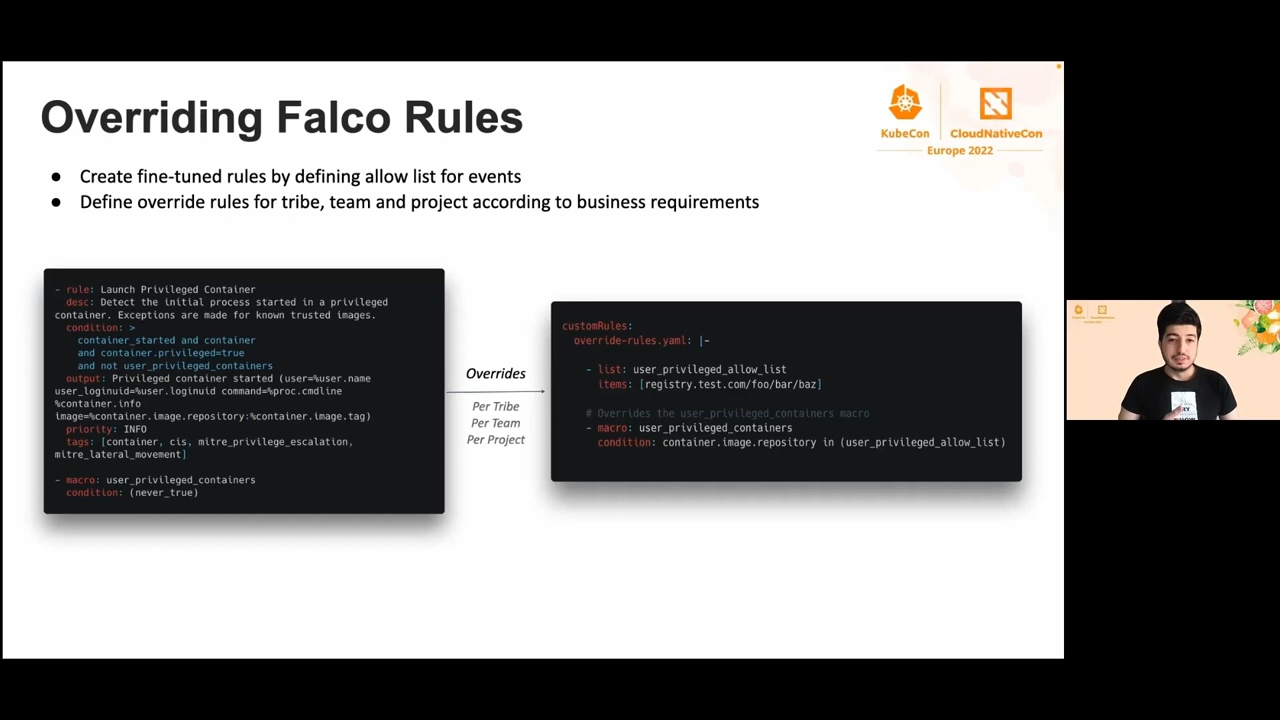 Overriding Falco Rules
KubeCon
CloudNativeCon
Europe 2022
● Create fine-tuned rules by defining allow list for events
● Define override rules for tribe, team and project according to business requirements
- rule: Launch Privileged Container
desc: Detect the initial process started in a privileged
container. Exceptions are made for known trusted images.
condition: >
container_started and container
and container.privileged=true
and not user_privileged_containers
output: Privileged container started (user=%user.name
user_loginuid=%user.loginuid command=%proc.cmdline
%container.info
image=%container.image.repository:%container.image.tag)
priority: INFO
tags: [container, cis, mitre_privilege_escalation,
mitre_lateral_movement]
- macro: user_privileged_containers
condition: (never_true)
Overrides
Per Tribe
Per Team
Per Project
customRules:
override-rules.yaml: |-
- list: user_privileged_allow_list
items: [registry.test.com/foo/bar/baz]
# Overrides the user_privileged_containers macro
- macro: user_privileged_containers
condition: container.image.repository in (user_privileged_allow_list)